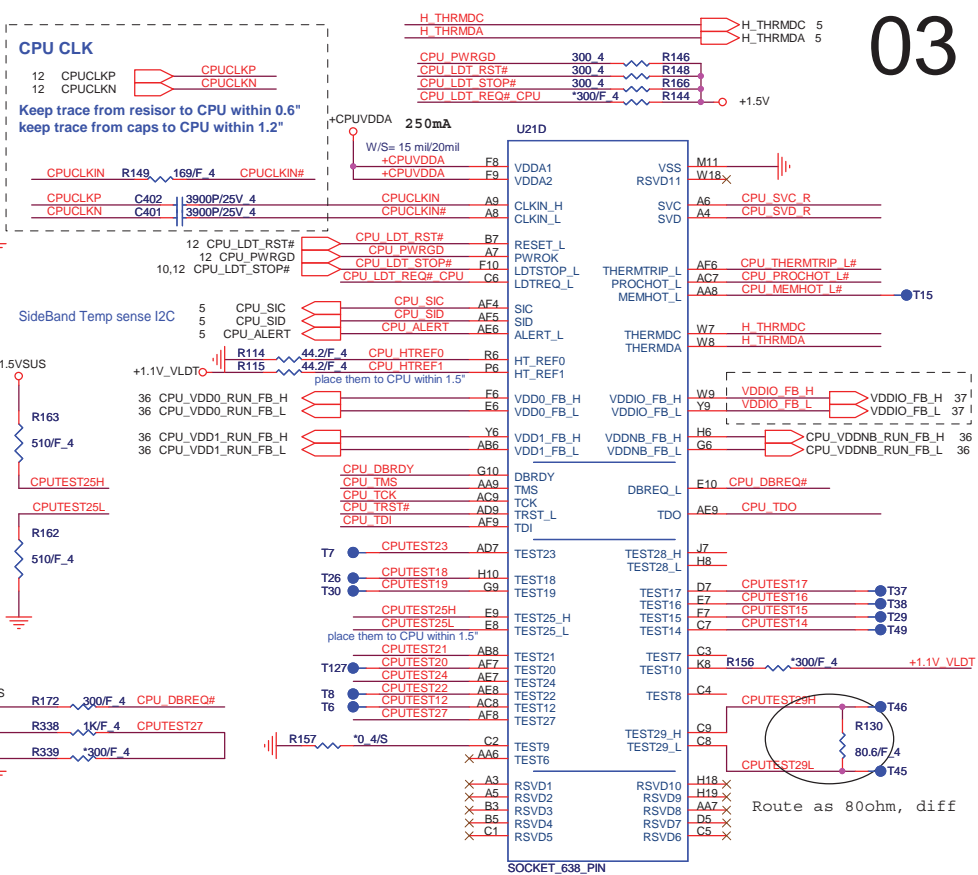 03
H_THRMDC H_THRMDC 5
H_THRMDA H_THRMDA 5
CPU_PWRGD 300_4 R146
CPU_LDT_RST# 300_4 R148
CPU_LDT_STOP# 300_4 R166
CPU_LDT_REQ#_CPU *300/F_4 R144
+1.5V
CPU CLK
12 CPUCLKP CPUCLKP
12 CPUCLKN CPUCLKN
Keep trace from resisor to CPU within 0.6"
keep trace from caps to CPU within 1.2"
CPUCLKIN R149 169/F_4 CPUCLKIN#
CPUCLKP C402 3900P/25V_4 CPUCLKIN
CPUCLKN C401 3900P/25V_4 CPUCLKIN#
+CPUVDDA 250mA
W/S= 15 mil/20mil
+CPUVDDA
+CPUVDDA
U21D
F8 VDDA1
F9 VDDA2
A9 CLKIN_H
A8 CLKIN_L
12 CPU_LDT_RST# CPU_LDT_RST# B7 RESET_L
12 CPU_PWRGD CPU_PWRGD A7 PWROK
10,12 CPU_LDT_STOP# CPU_LDT_STOP# F10 LDTSTOP_L
CPU_LDT_REQ#_CPU C6 LDTREQ_L
SideBand Temp sense I2C
5 CPU_SIC CPU_SIC AF4 SIC
5 CPU_SID CPU_SID AF5 SID
5 CPU_ALERT CPU_ALERT AE6 ALERT_L
R114 44.2/F_4 CPU_HTREF0 R6 HT_REF0
+1.1V_VLDT R115 44.2/F_4 CPU_HTREF1 P6 HT_REF1
place them to CPU within 1.5"
36 CPU_VDD0_RUN_FB_H F6 VDD0_FB_H
36 CPU_VDD0_RUN_FB_L E6 VDD0_FB_L
36 CPU_VDD1_RUN_FB_H Y6 VDD1_FB_H
36 CPU_VDD1_RUN_FB_L AB6 VDD1_FB_L
CPU_DBRDY G10 DBRDY
CPU_TMS AA9 TMS
CPU_TCK AC9 TCK
CPU_TRST# AD9 TRST_L
CPU_TDI AF9 TDI
T7 CPUTEST23 AD7 TEST23
T26 CPUTEST18 H10 TEST18
T30 CPUTEST19 G9 TEST19
CPUTEST25H E9 TEST25_H
CPUTEST25L E8 TEST25_L
place them to CPU within 1.5"
CPUTEST21 AB8 TEST21
T127 CPUTEST20 AF7 TEST20
CPUTEST24 AE7 TEST24
T8 CPUTEST22 AE8 TEST22
T6 CPUTEST12 AC8 TEST12
CPUTEST27 AF8 TEST27
R157 *0_4/S C2 TEST9
AA6 TEST6
A3 RSVD1
A5 RSVD2
B3 RSVD3
B5 RSVD4
C1 RSVD5
SOCKET_638_PIN
1.5VSUS
R163
510/F_4
CPUTEST25H
CPUTEST25L
R162
510/F_4
S
R172 300/F_4 CPU_DBREQ#
R338 1K/F_4 CPUTEST27
R339 *300/F_4
VSS M11
RSVD11 W18
SVC A6 CPU_SVC_R
SVD A4 CPU_SVD_R
THERMTRIP_L AF6 CPU_THERMTRIP_L#
PROCHOT_L AC7 CPU_PROCHOT_L#
MEMHOT_L AA8 CPU_MEMHOT_L# T15
THERMDC W7 H_THRMDC
THERMDA W8 H_THRMDA
VDDIO_FB_H W9 VDDIO_FB_H VDDIO_FB_H 37
VDDIO_FB_L Y9 VDDIO_FB_L VDDIO_FB_L 37
VDDNB_FB_H H6 CPU_VDDNB_RUN_FB_H 36
VDDNB_FB_L G6 CPU_VDDNB_RUN_FB_L 36
DBREQ_L E10 CPU_DBREQ#
TDO AE9 CPU_TDO
TEST28_H J7
TEST28_L H8
TEST17 D7 CPUTEST17 T37
TEST16 E7 CPUTEST16 T38
TEST15 F7 CPUTEST15 T29
TEST14 C7 CPUTEST14 T49
TEST7 C3
TEST10 K8 R156 *300/F_4 +1.1V_VLDT
TEST8 C4
CPUTEST29H T46
TEST29_H C9
TEST29_L C8
R130
80.6/F_4
CPUTEST29L T45
Route as 80ohm, diff
RSVD10 H18
RSVD9 H19
RSVD8 AA7
RSVD7 D5
RSVD6 C5